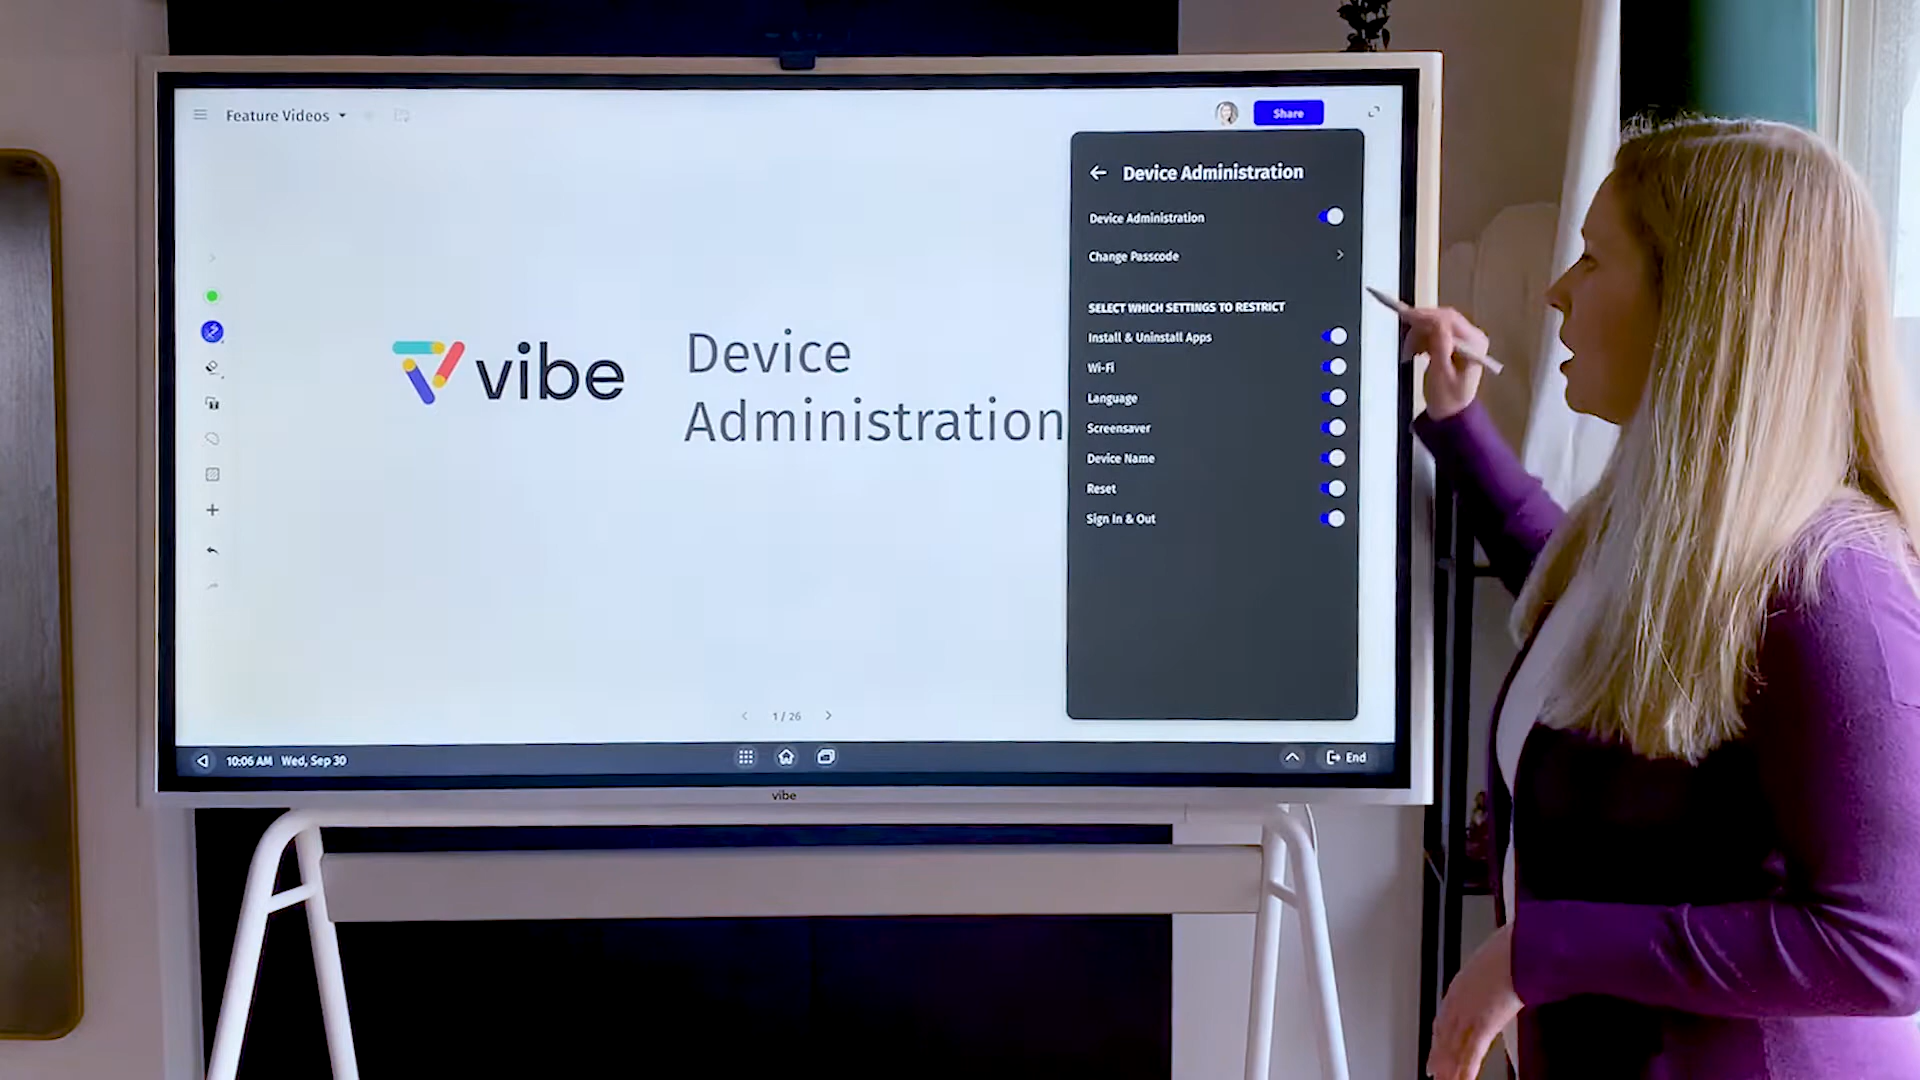 Feature Videos
Share
Device Administration
Device Administration
Change Passcode
SELECT WHICH SETTINGS TO RESTRICT
Install & Uninstall Apps
Wi-Fi
Language
Screensaver
Device Name
Reset
Sign In & Out
vibe
Device
Administration
1 / 26
10:06 AM Wed, Sep 30
End
vibe